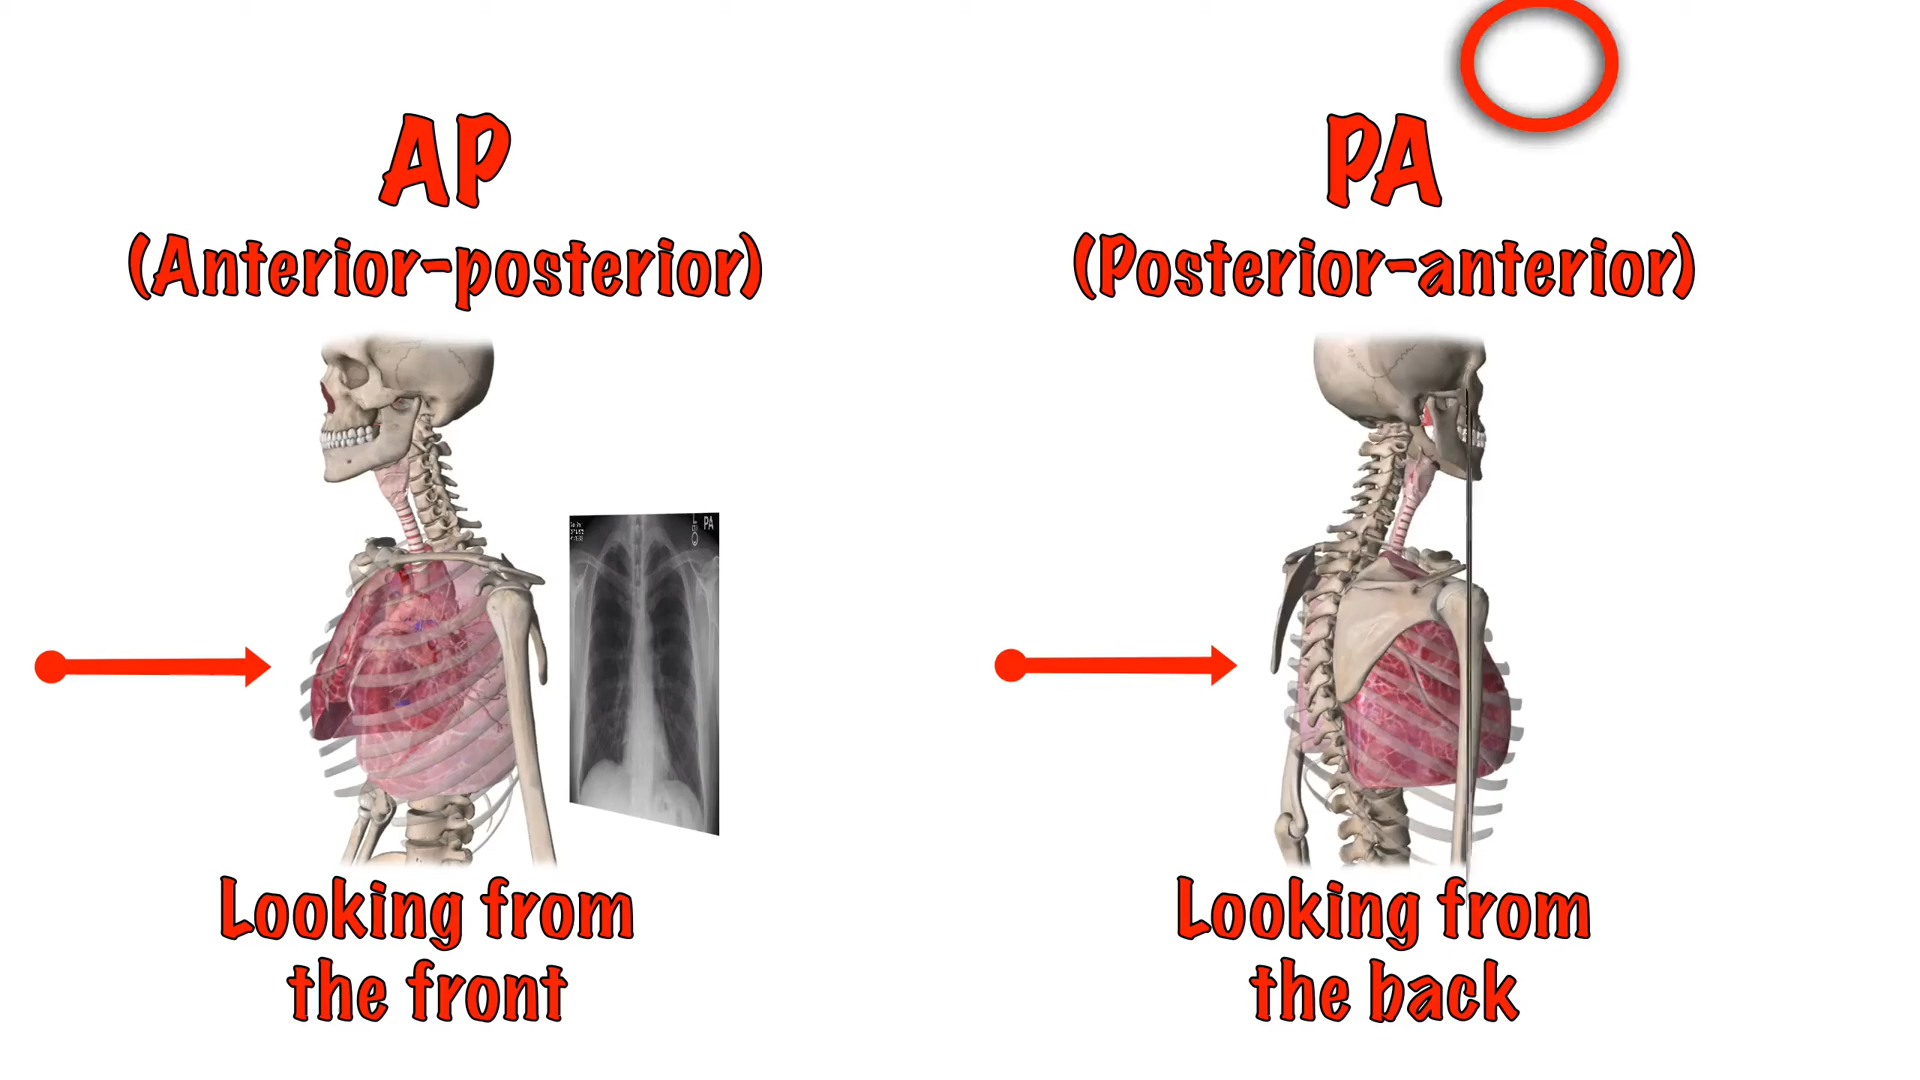 AP
(Anterior-posterior)
PA
Looking from
the front
PA
(Posterior-anterior)
Looking from
the back